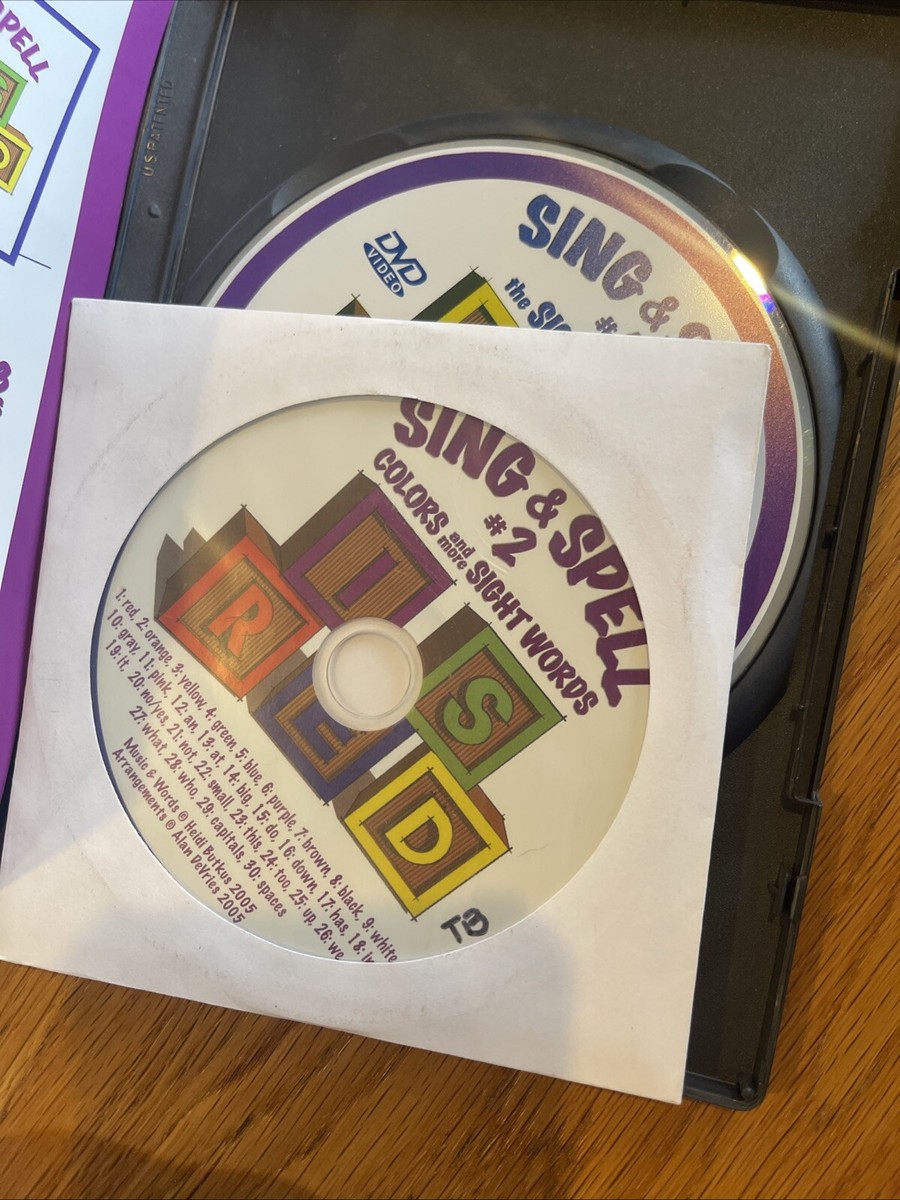 SPELL
US PATENTED
DVD
VIDEO
SING &
the
#
SING & SPELL
# 2
COLORS and more SIGHT WORDS
I
R
S
E
D
1: red, 2: orange, 3: yellow 4: green, 5: blue, 6: purple, 7: brown, 8: black, 9: white
10: gray, 11: pink, 12: an, 13: at, 14: big, 15: do, 16: down, 17: has, 18:
19: it, 20: no/yes, 21: not, 22: small, 23: this, 24: too, 25: up, 26: we
27: what, 28: who, 29: capitals, 30: spaces
Music & Words @ Heidi Butkus 2005
Arrangements @ Alan DeVries 2005
TB